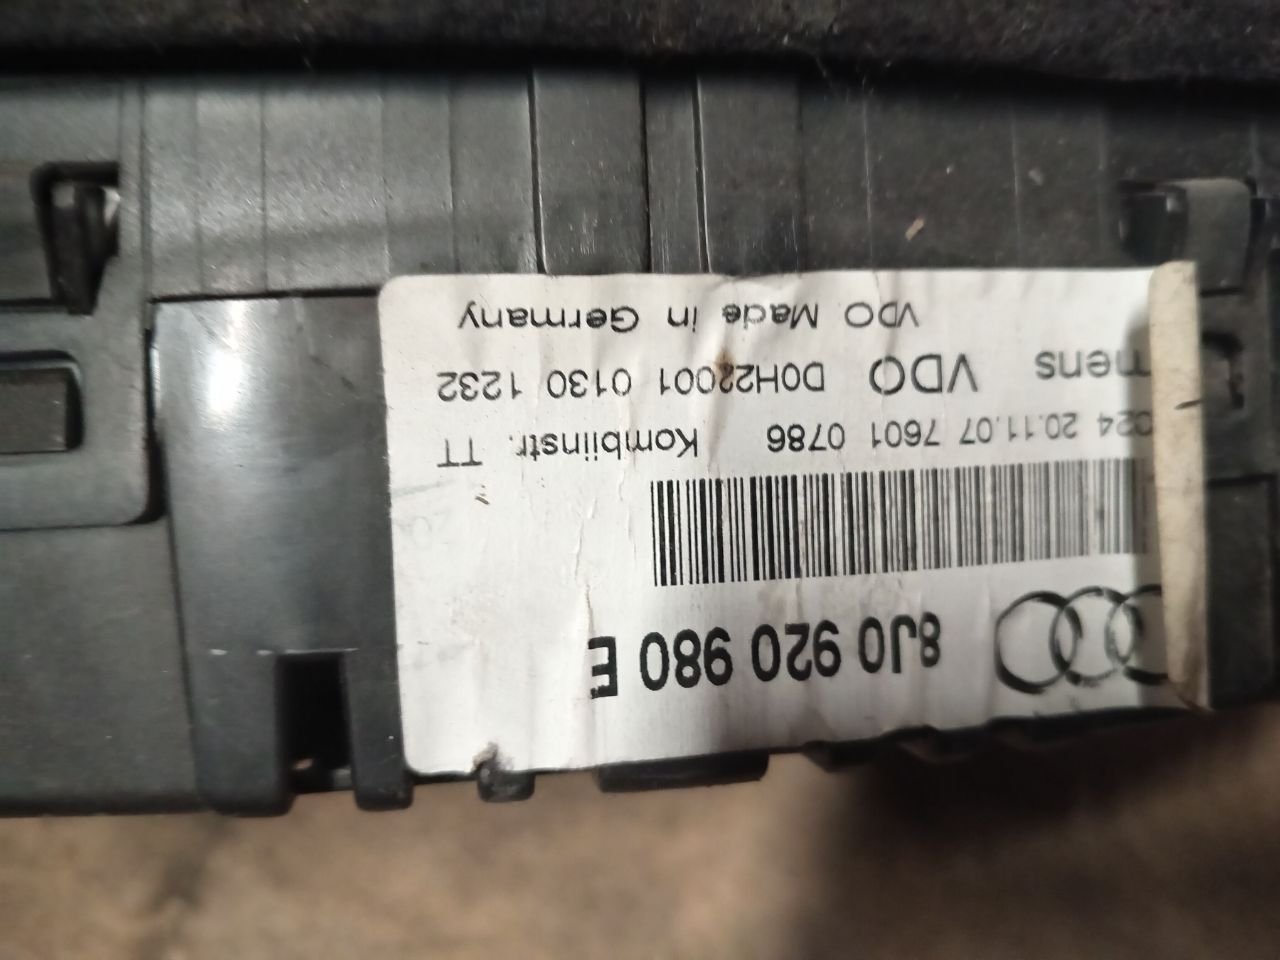 8J0 920 980 E
C24 20.11.07 7601 0786 Kombiinstr. TT
mens VDO D0H22001 0130 1232
VDO Made in Germany